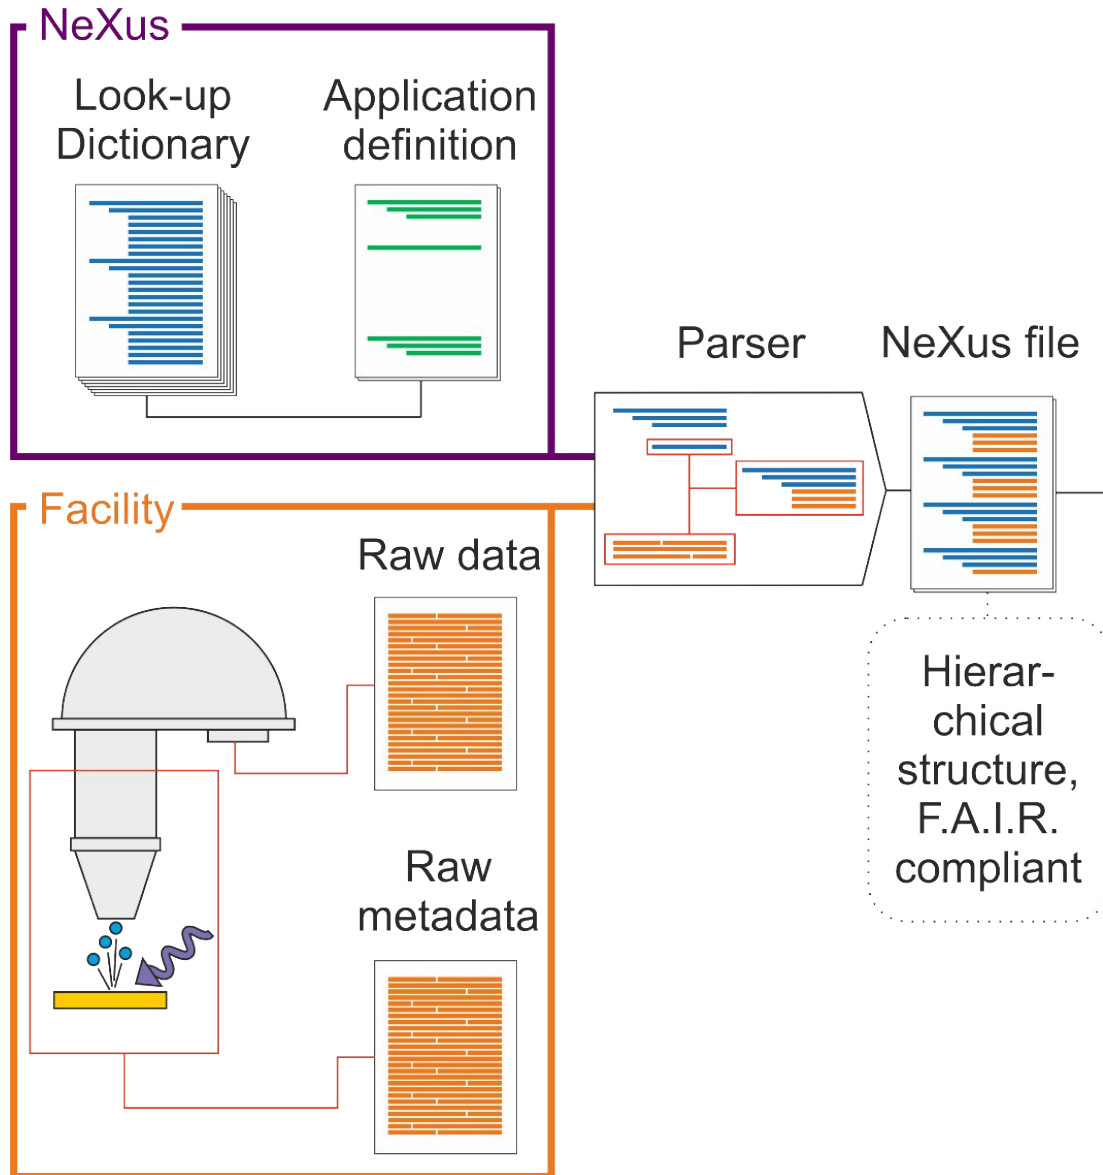 NeXus
Look-up
Dictionary
Application
definition
Parser
NeXus file
Facility
Raw data
Raw
metadata
Hierar-
chical
structure,
F.A.I.R.
compliant